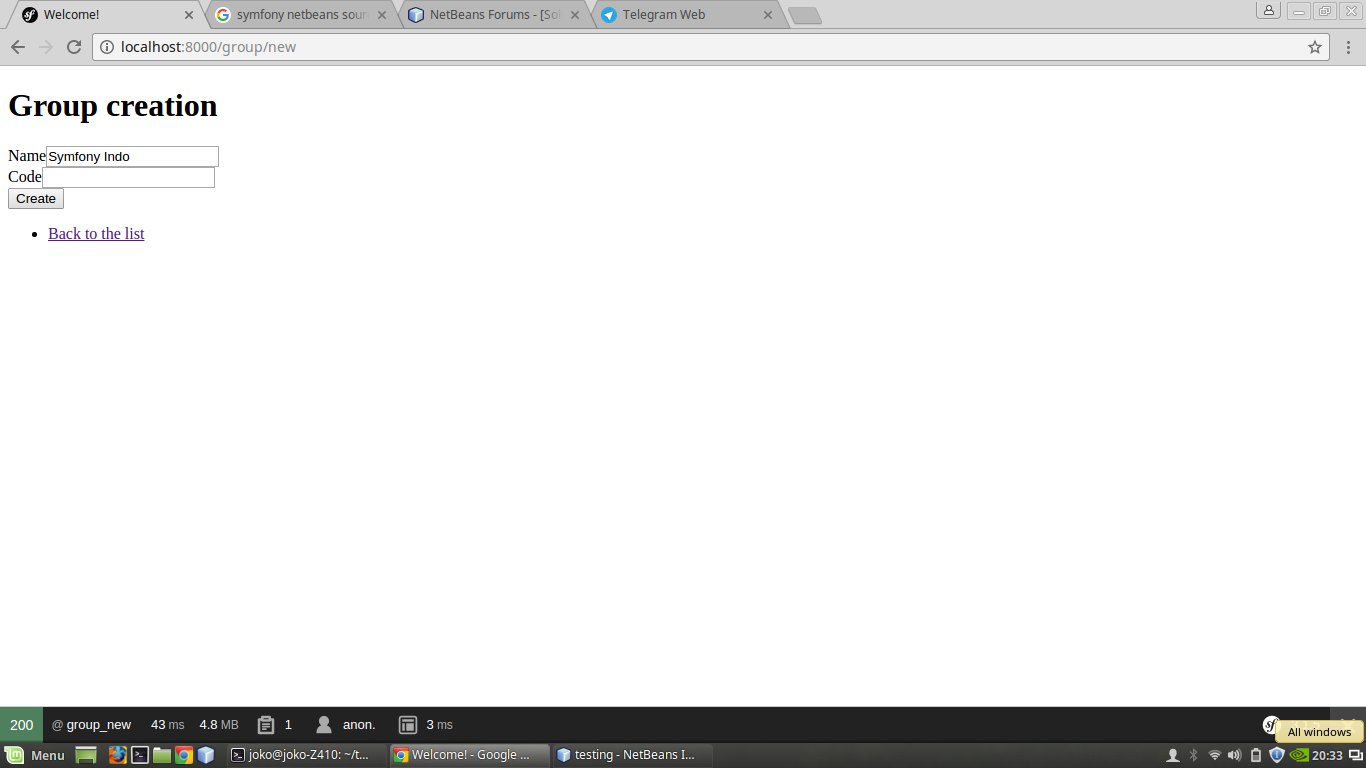 Welcome!
symfony netbeans sour
NetBeans Forums - [So
Telegram Web
localhost:8000/group/new
Group creation
Name Symfony Indo
Code
Create
Back to the list
200 @ group_new 43 ms 4.8 MB 1 anon. 3 ms sf
All windows
Menu joko@joko-Z410: ~/t... Welcome! - Google ... testing - NetBeans I... 20:33